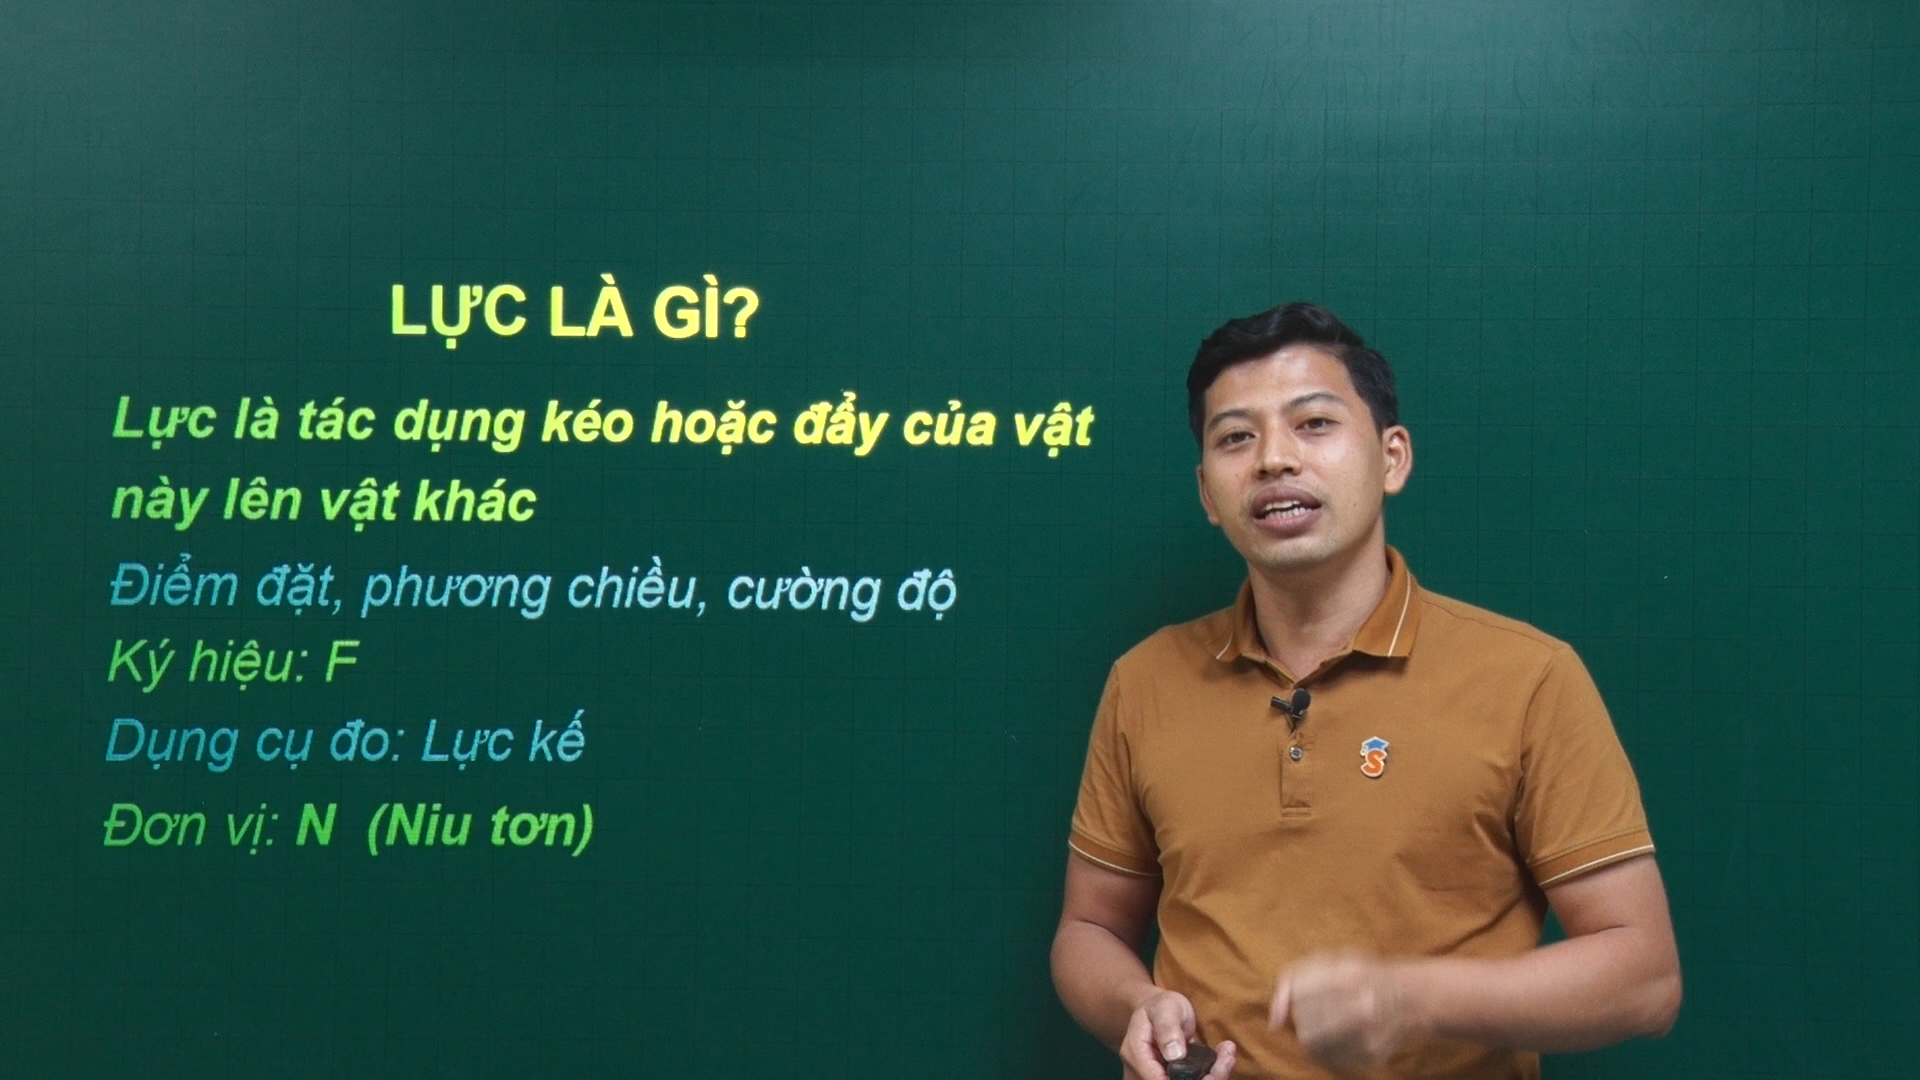 LỰC LÀ GÌ?
Lực là tác dụng kéo hoặc đẩy của vật
này lên vật khác
Điểm đặt, phương chiều, cường độ
Ký hiệu: F
Dụng cụ đo: Lực kế
Đơn vị: N (Niu tơn)
S